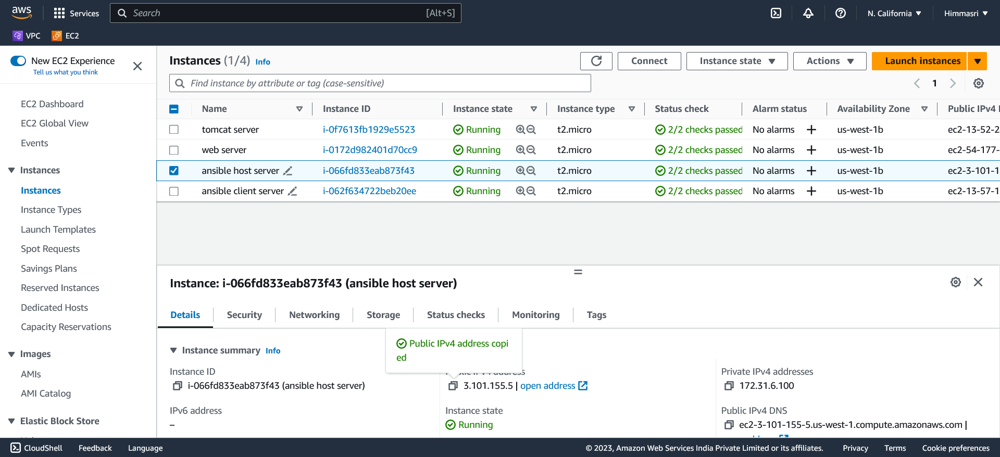 aws
Services
Search
[Alt+S]
N. California
Himmasri
VPC
EC2
New EC2 Experience
Tell us what you think
Instances (1/4) Info
Connect
Instance state
Actions
Launch instances
Find instance by attribute or tag (case-sensitive)
1
EC2 Dashboard
EC2 Global View
Events
Instances
Instances
Instance Types
Launch Templates
Spot Requests
Savings Plans
Reserved Instances
Dedicated Hosts
Capacity Reservations
Images
AMIs
AMI Catalog
Elastic Block Store
Name Instance ID Instance state Instance type Status check Alarm status Availability Zone Public IPv4
tomcat server i-0f7613fb1929e5523 Running t2.micro 2/2 checks passed No alarms us-west-1b ec2-13-52-2
web server i-0172d982401d70cc9 Running t2.micro 2/2 checks passed No alarms us-west-1b ec2-54-177-
ansible host server i-066fd833eab873f43 Running t2.micro 2/2 checks passed No alarms us-west-1b ec2-3-101-1
ansible client server i-062f634722beb20ee Running t2.micro 2/2 checks passed No alarms us-west-1b ec2-13-57-1
Instance: i-066fd833eab873f43 (ansible host server)
Details Security Networking Storage Status checks Monitoring Tags
Public IPv4 address copi
ed
Instance summary Info
Instance ID
i-066fd833eab873f43 (ansible host server)
IPv6 address
–
Public IPv4 address
3.101.155.5 | open address
Instance state
Running
Private IPv4 addresses
172.31.6.100
Public IPv4 DNS
ec2-3-101-155-5.us-west-1.compute.amazonaws.com |
CloudShell Feedback Language
© 2023, Amazon Web Services India Private Limited or its affiliates. Privacy Terms Cookie preferences